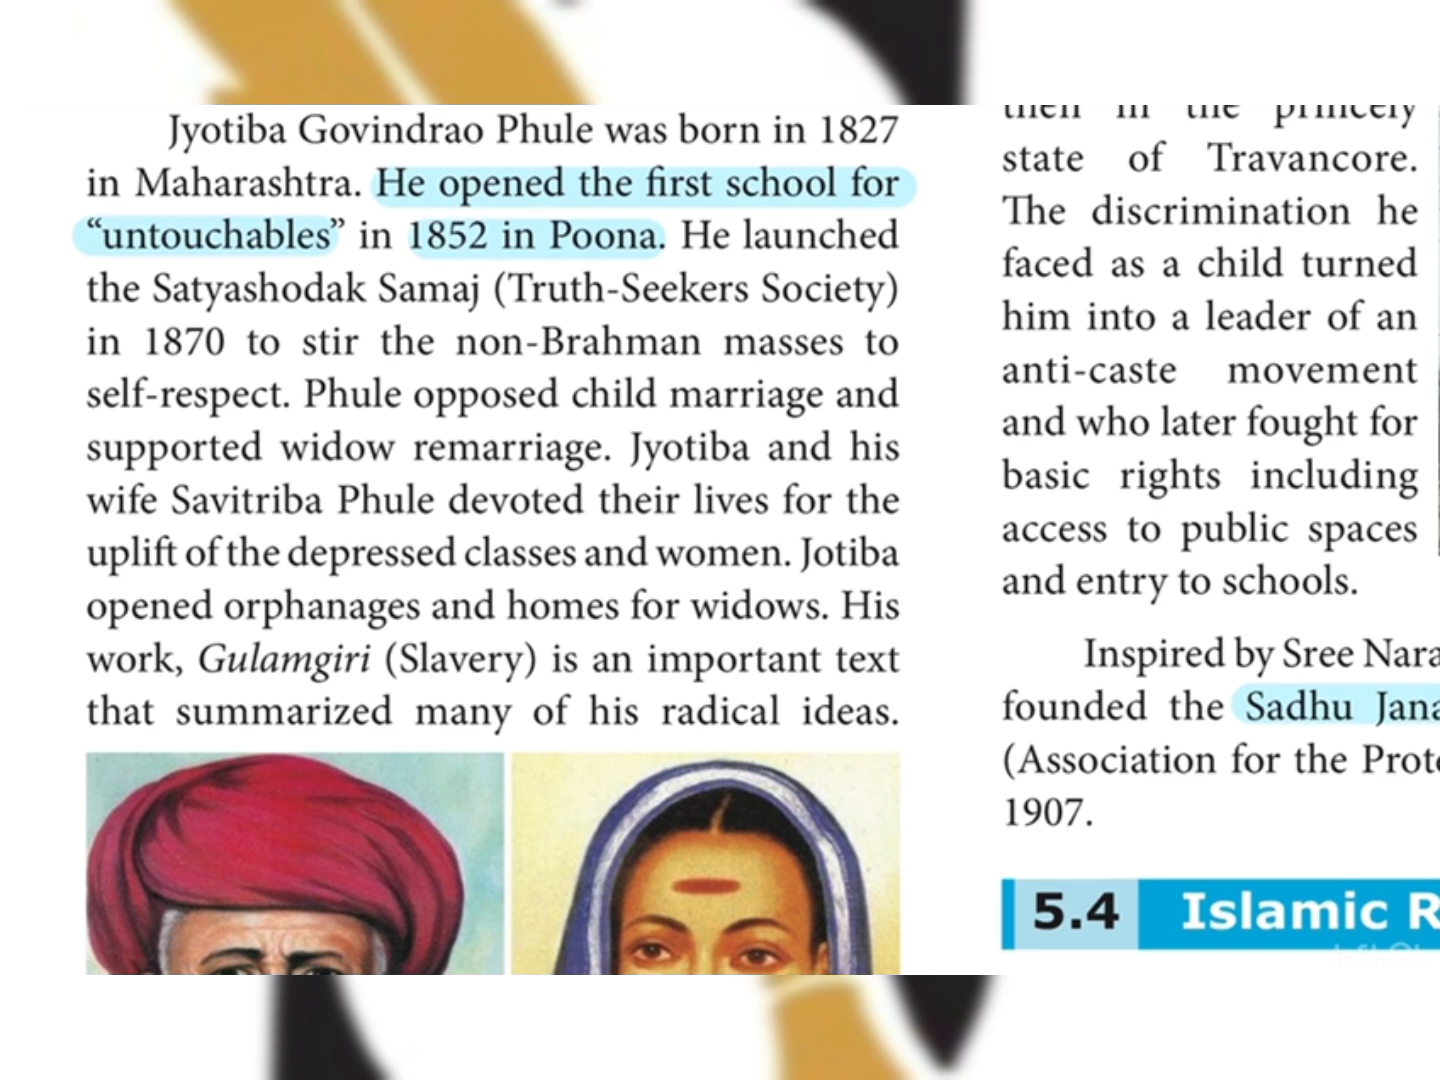 Jyotiba Govindrao Phule was born in 1827
in Maharashtra. He opened the first school for
“untouchables” in 1852 in Poona. He launched
the Satyashodak Samaj (Truth-Seekers Society)
in 1870 to stir the non-Brahman masses to
self-respect. Phule opposed child marriage and
supported widow remarriage. Jyotiba and his
wife Savitriba Phule devoted their lives for the
uplift of the depressed classes and women. Jotiba
opened orphanages and homes for widows. His
work, Gulamgiri (Slavery) is an important text
that summarized many of his radical ideas.
then in the princely
state of Travancore.
The discrimination he
faced as a child turned
him into a leader of an
anti-caste movement
and who later fought for
basic rights including
access to public spaces
and entry to schools.
Inspired by Sree Nara
founded the Sadhu Jana
(Association for the Prote
1907.
5.4 Islamic R